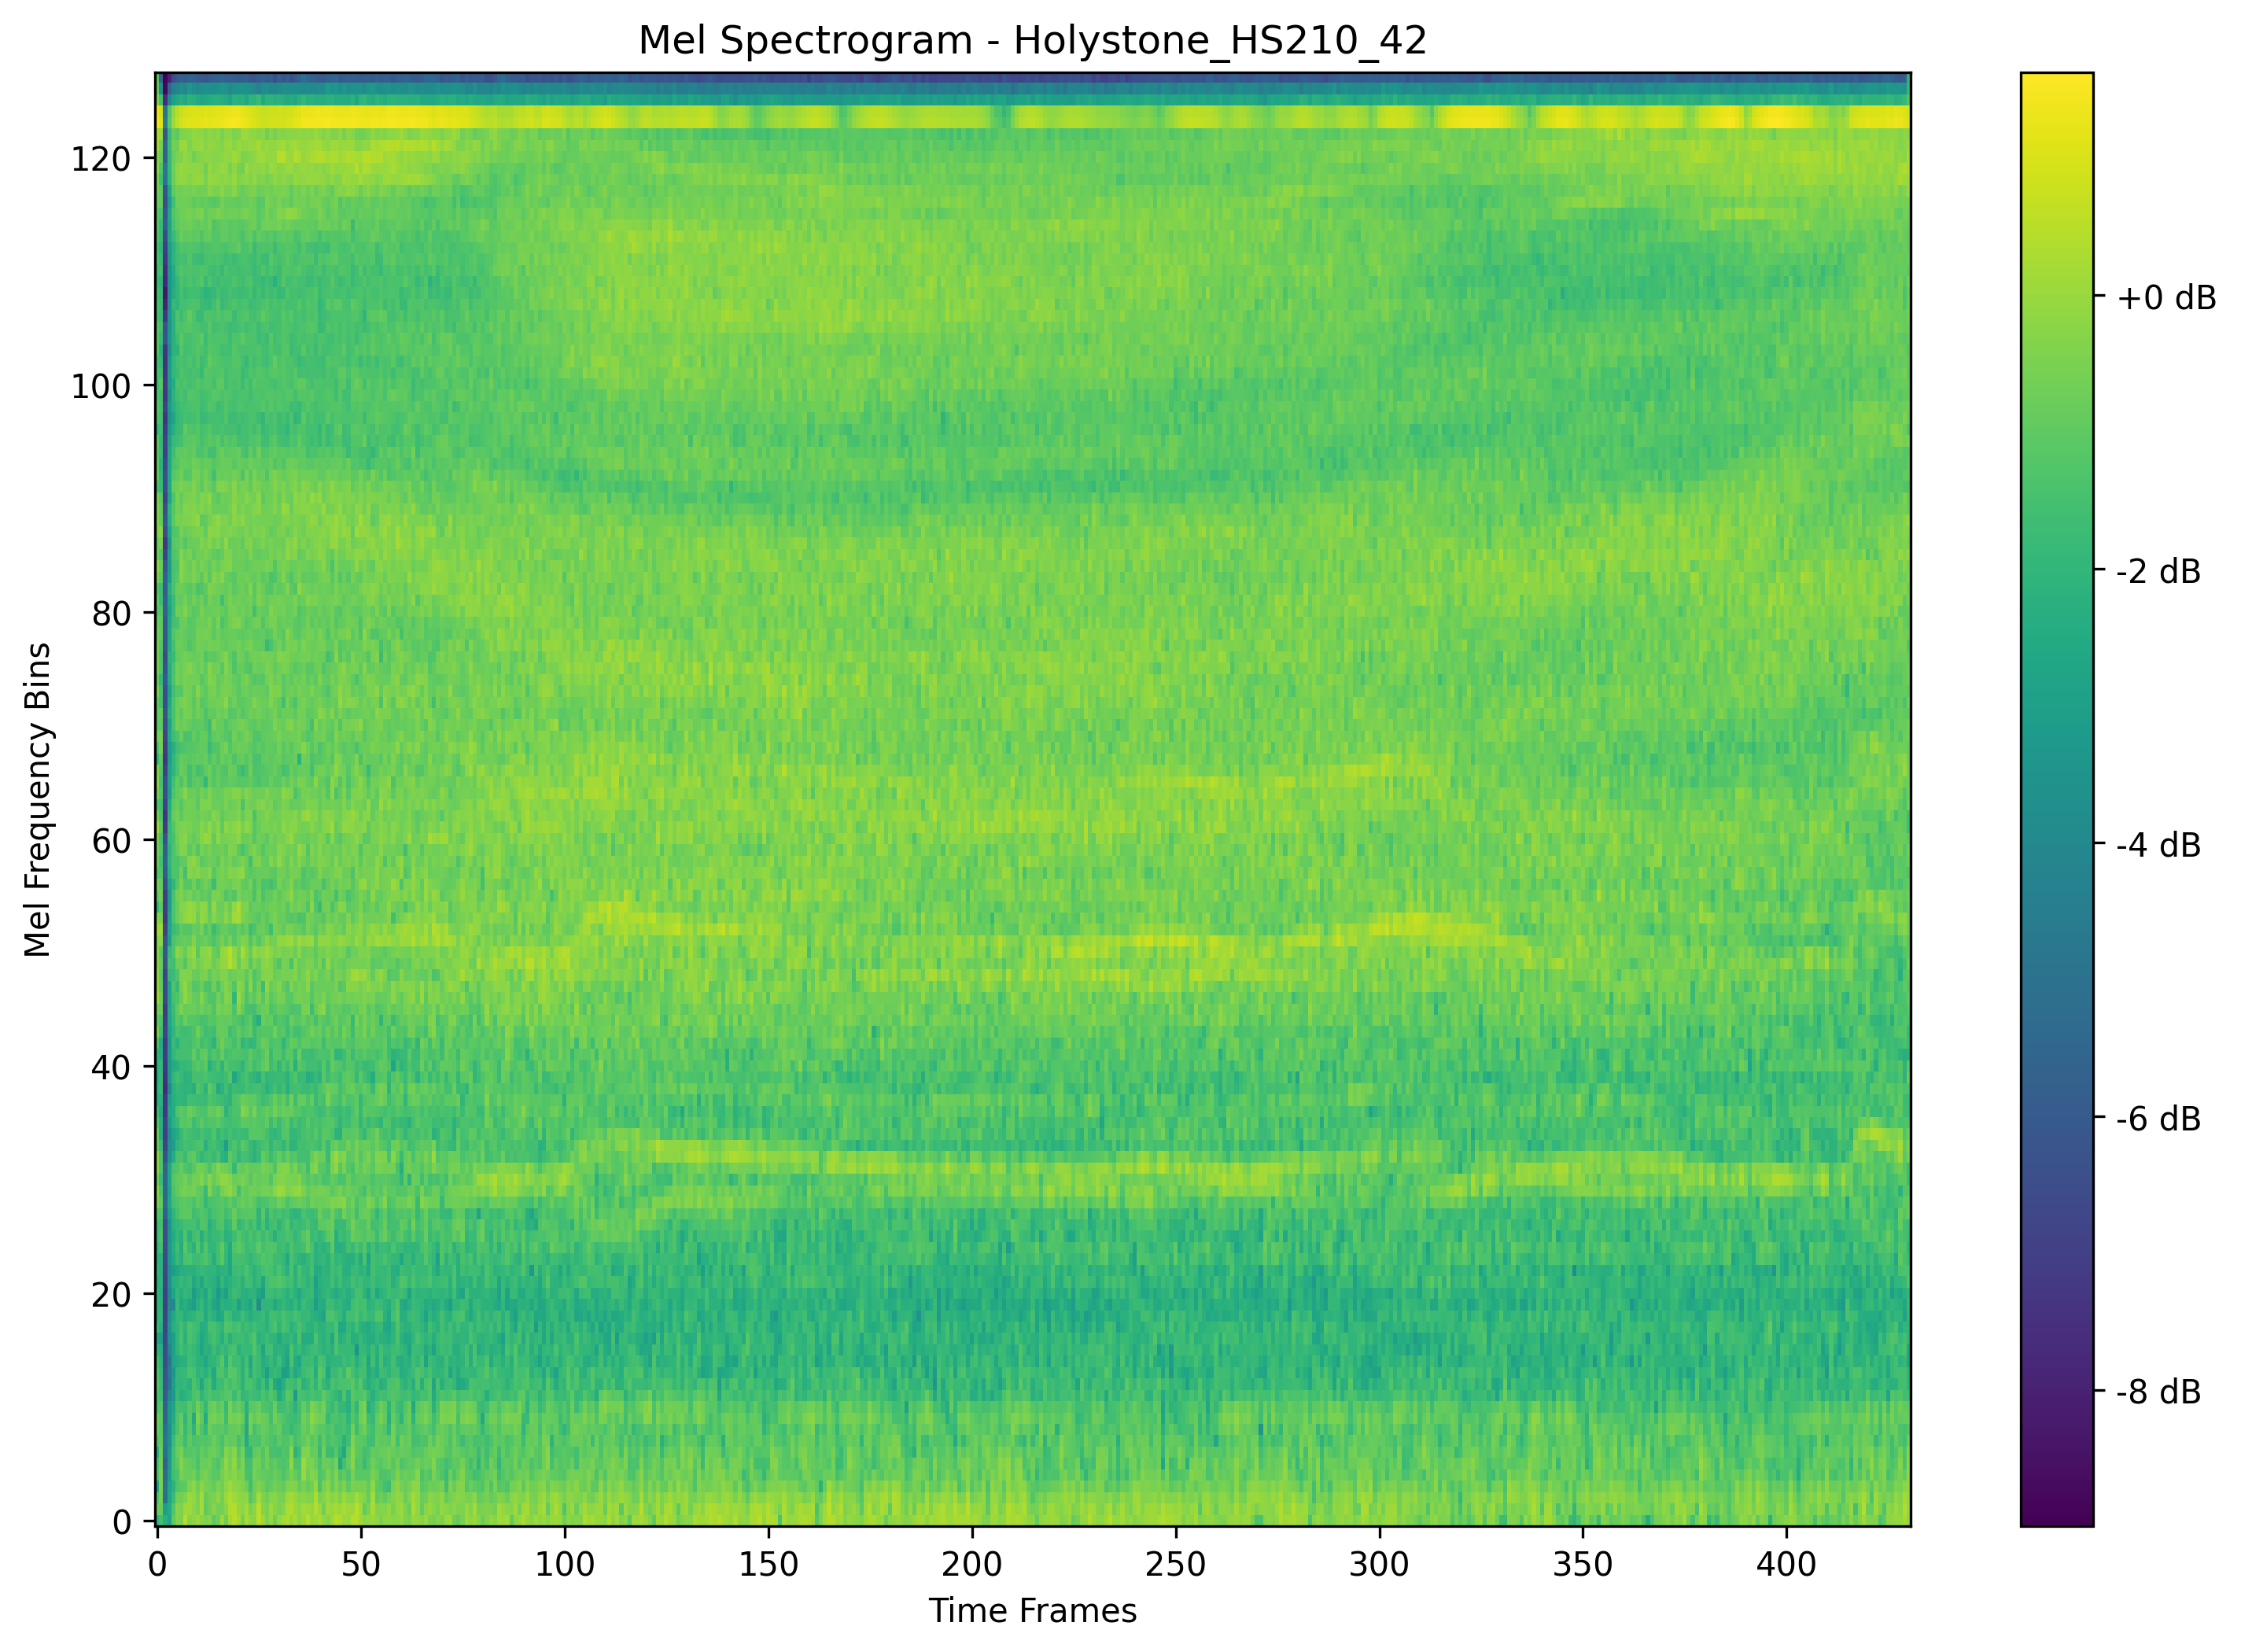 Mel Spectrogram - Holystone_HS210_42
Mel Frequency Bins
120
100
80
60
40
20
0
0 50 100 150 200 250 300 350 400
Time Frames
+0 dB
-2 dB
-4 dB
-6 dB
-8 dB